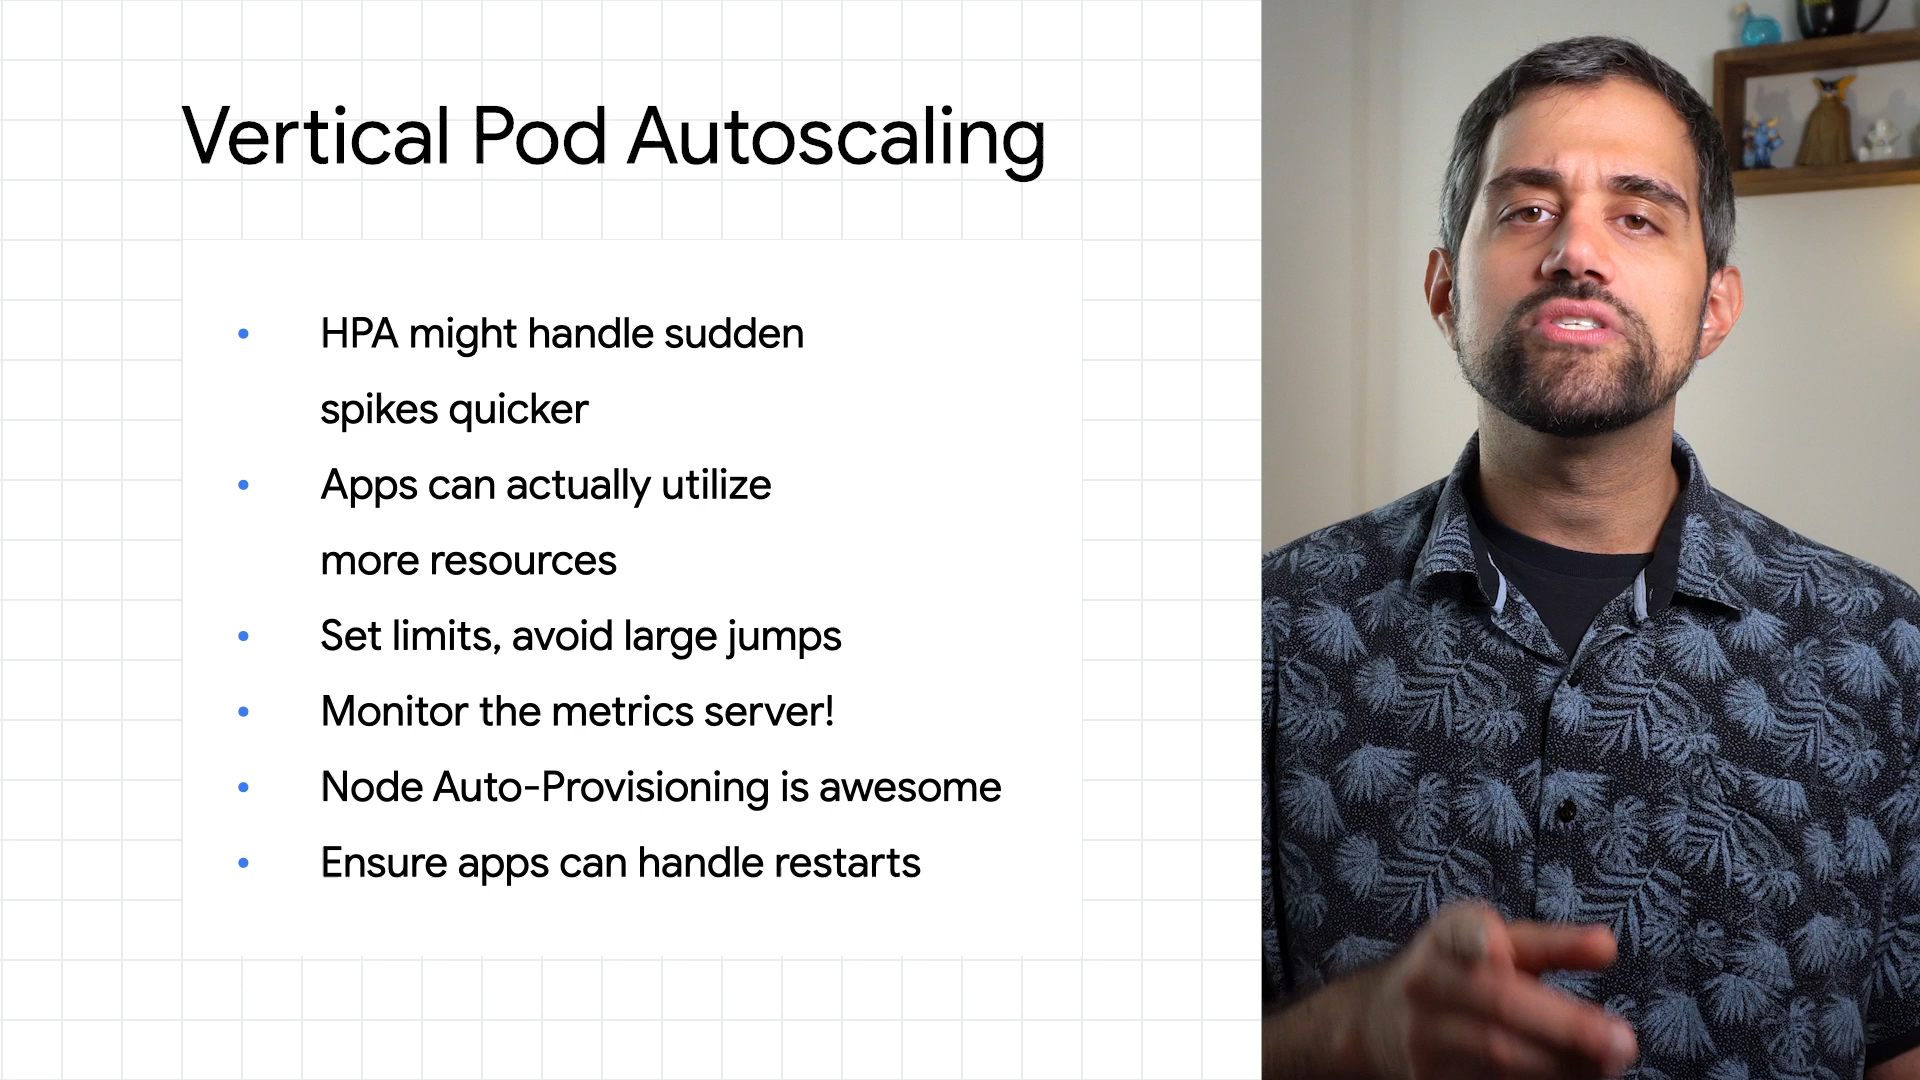 Vertical Pod Autoscaling
• HPA might handle sudden
spikes quicker
• Apps can actually utilize
more resources
• Set limits, avoid large jumps
• Monitor the metrics server!
• Node Auto-Provisioning is awesome
• Ensure apps can handle restarts